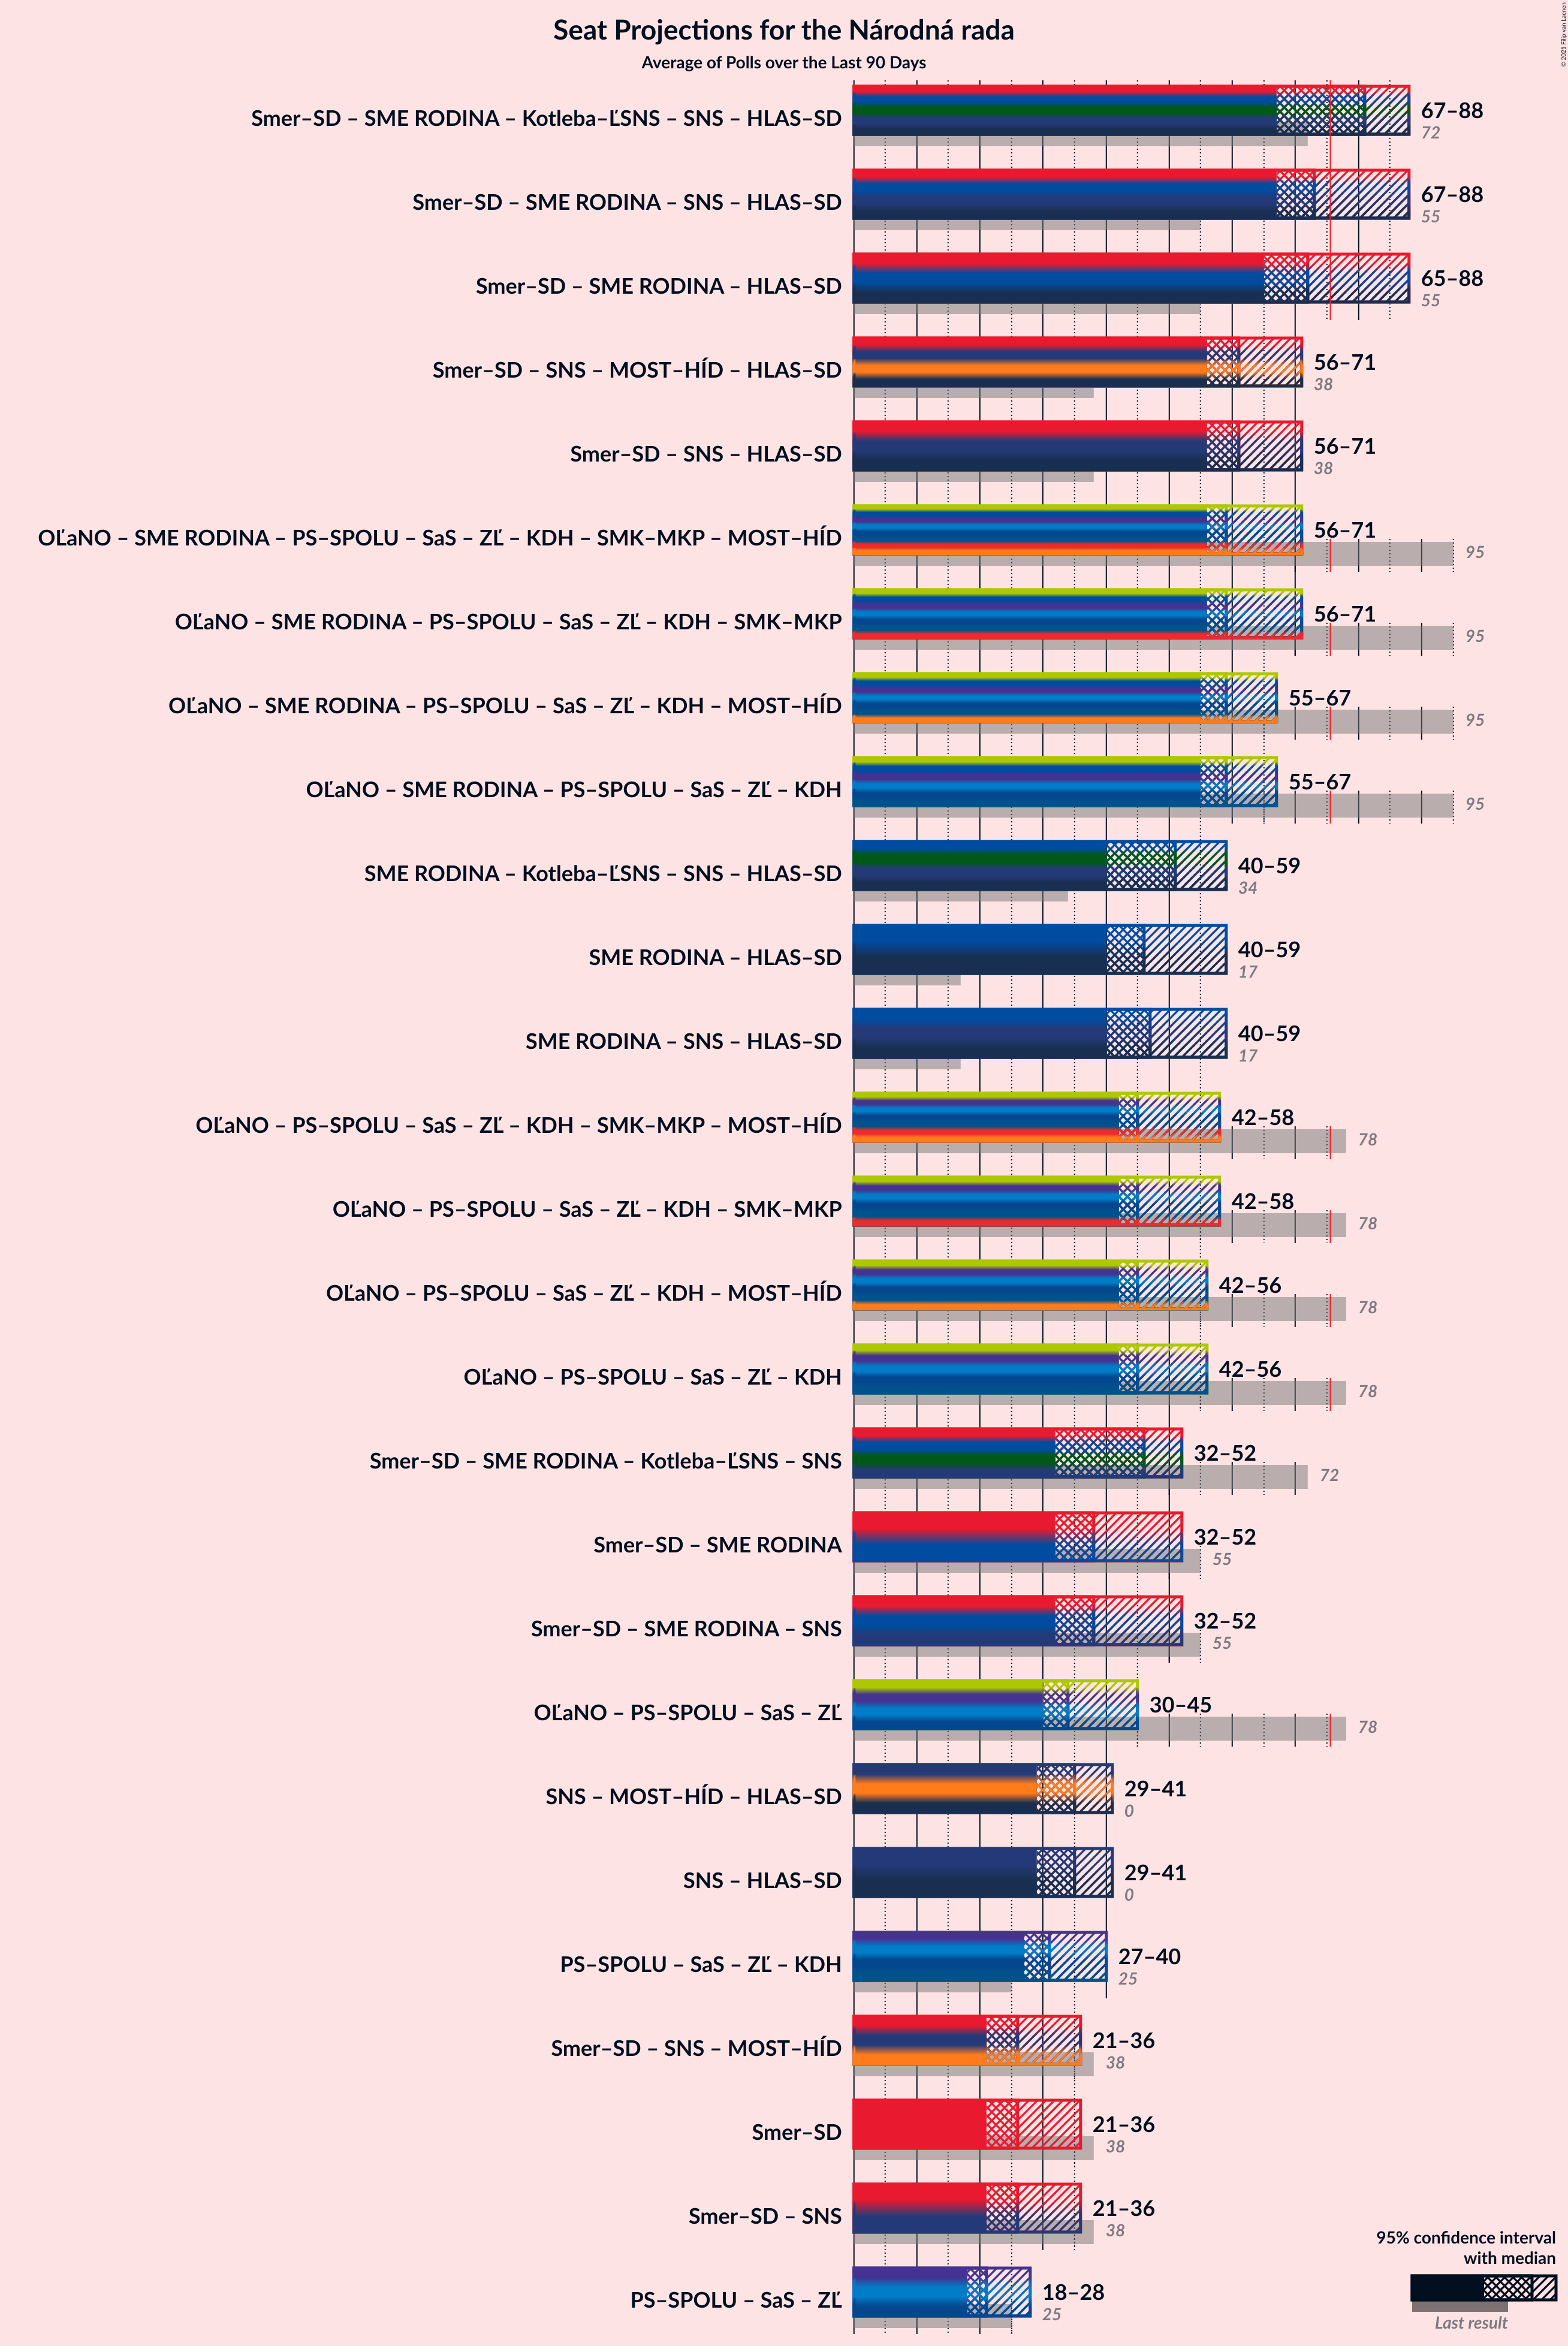 Seat Projections for the Národná rada
Average of Polls over the Last 90 Days
© 2021 Filip van Laenen
Smer–SD – SME RODINA – Kotleba–ĽSNS – SNS – HLAS–SD
67–88
72
Smer–SD – SME RODINA – SNS – HLAS–SD
67–88
55
Smer–SD – SME RODINA – HLAS–SD
65–88
55
Smer–SD – SNS – MOST–HÍD – HLAS–SD
56–71
38
Smer–SD – SNS – HLAS–SD
56–71
38
OĽaNO – SME RODINA – PS–SPOLU – SaS – ZĽ – KDH – SMK–MKP – MOST–HÍD
56–71
95
OĽaNO – SME RODINA – PS–SPOLU – SaS – ZĽ – KDH – SMK–MKP
56–71
95
OĽaNO – SME RODINA – PS–SPOLU – SaS – ZĽ – KDH – MOST–HÍD
55–67
95
OĽaNO – SME RODINA – PS–SPOLU – SaS – ZĽ – KDH
55–67
95
SME RODINA – Kotleba–ĽSNS – SNS – HLAS–SD
40–59
34
SME RODINA – HLAS–SD
40–59
17
SME RODINA – SNS – HLAS–SD
40–59
17
OĽaNO – PS–SPOLU – SaS – ZĽ – KDH – SMK–MKP – MOST–HÍD
42–58
78
OĽaNO – PS–SPOLU – SaS – ZĽ – KDH – SMK–MKP
42–58
78
OĽaNO – PS–SPOLU – SaS – ZĽ – KDH – MOST–HÍD
42–56
78
OĽaNO – PS–SPOLU – SaS – ZĽ – KDH
42–56
78
Smer–SD – SME RODINA – Kotleba–ĽSNS – SNS
32–52
72
Smer–SD – SME RODINA
32–52
55
Smer–SD – SME RODINA – SNS
32–52
55
OĽaNO – PS–SPOLU – SaS – ZĽ
30–45
78
SNS – MOST–HÍD – HLAS–SD
29–41
0
SNS – HLAS–SD
29–41
0
PS–SPOLU – SaS – ZĽ – KDH
27–40
25
Smer–SD – SNS – MOST–HÍD
21–36
38
Smer–SD
21–36
38
Smer–SD – SNS
21–36
38
PS–SPOLU – SaS – ZĽ
18–28
25
95% confidence interval
with median
Last result